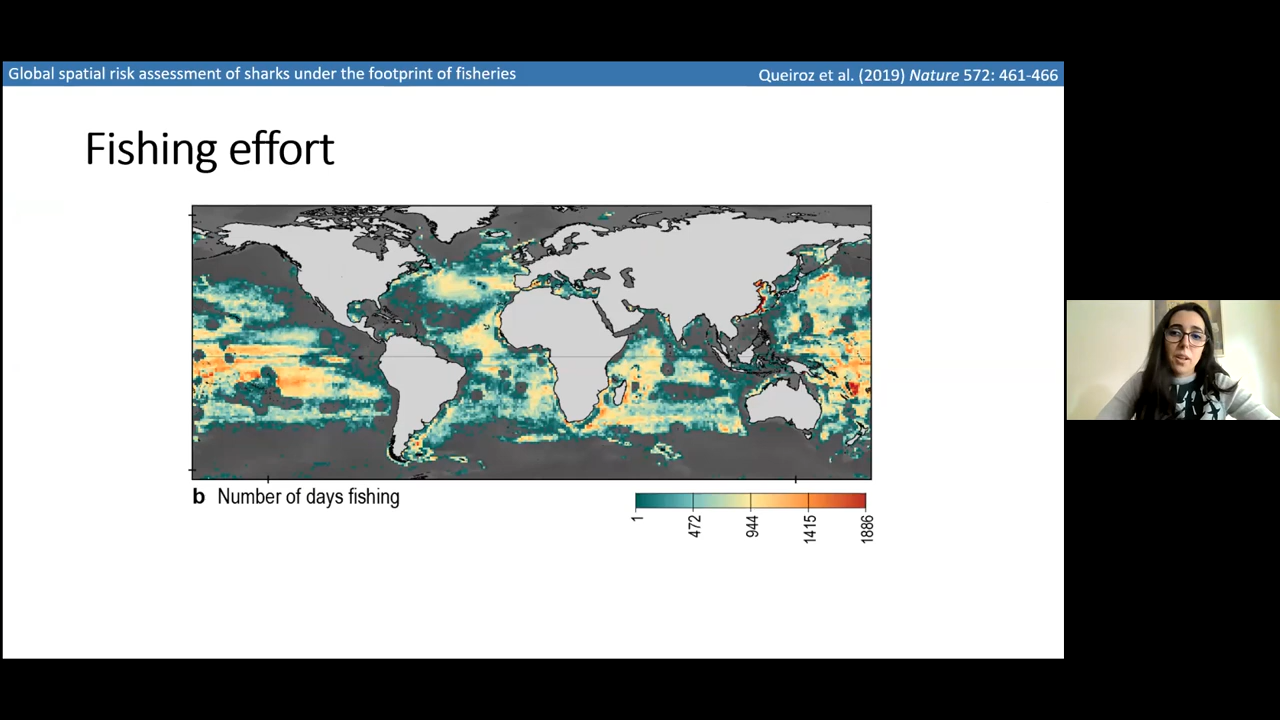 Global spatial risk assessment of sharks under the footprint of fisheries
Queiroz et al. (2019) Nature 572: 461-466
Fishing effort
b Number of days fishing
1
472
944
1415
1886